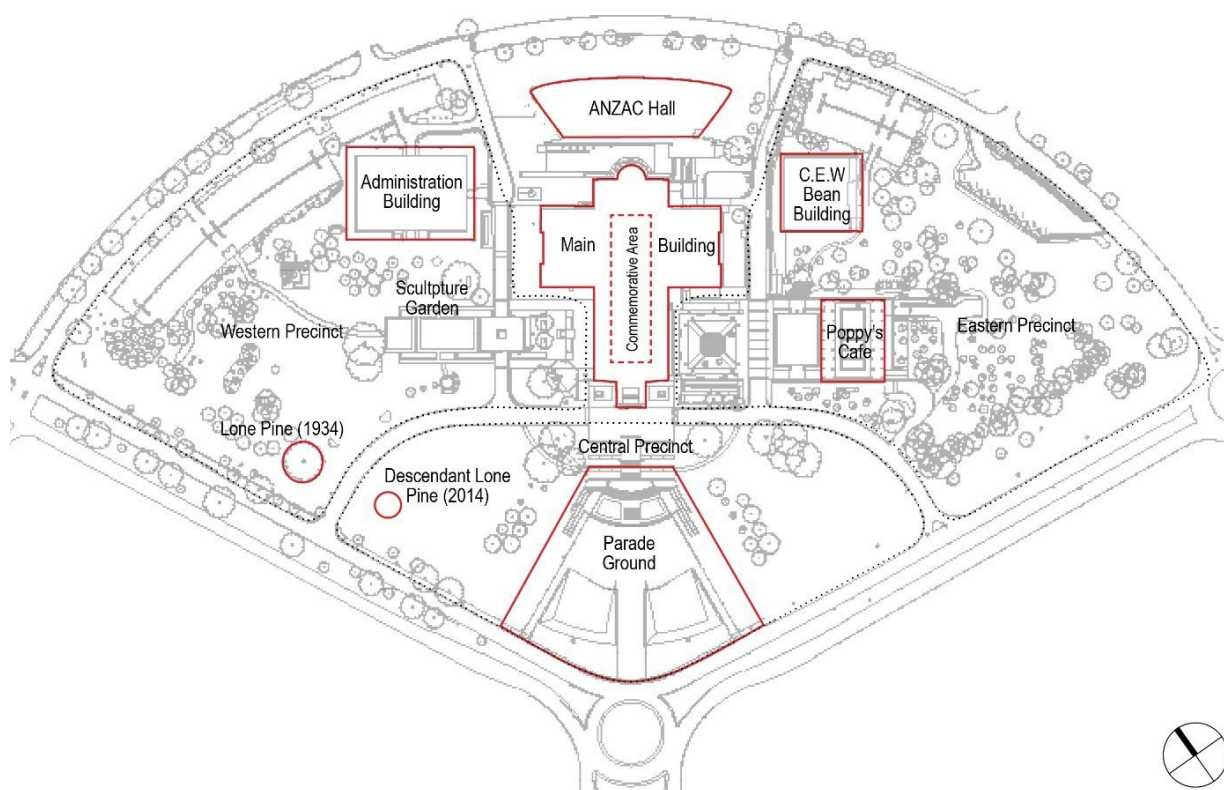 ANZAC Hall
Administration
Building
C.E.W
Bean
Building
Main
Commemorative Area
Building
Scultpture
Garden
Western Precinct
Poppy's
Cafe
Eastern Precinct
Lone Pine (1934)
Central Precinct
Descendant Lone
Pine (2014)
Parade
Ground